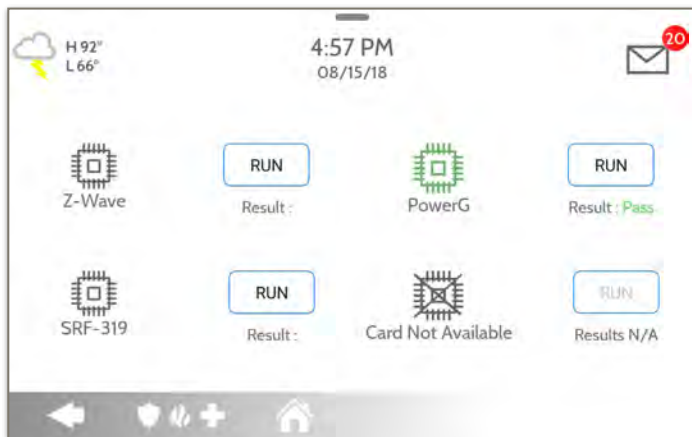 H 92°
L 66°
4:57 PM
08/15/18
20
Z-Wave
RUN
Result :
PowerG
RUN
Result : Pass
SRF-319
RUN
Result :
Card Not Available
RUN
Results N/A